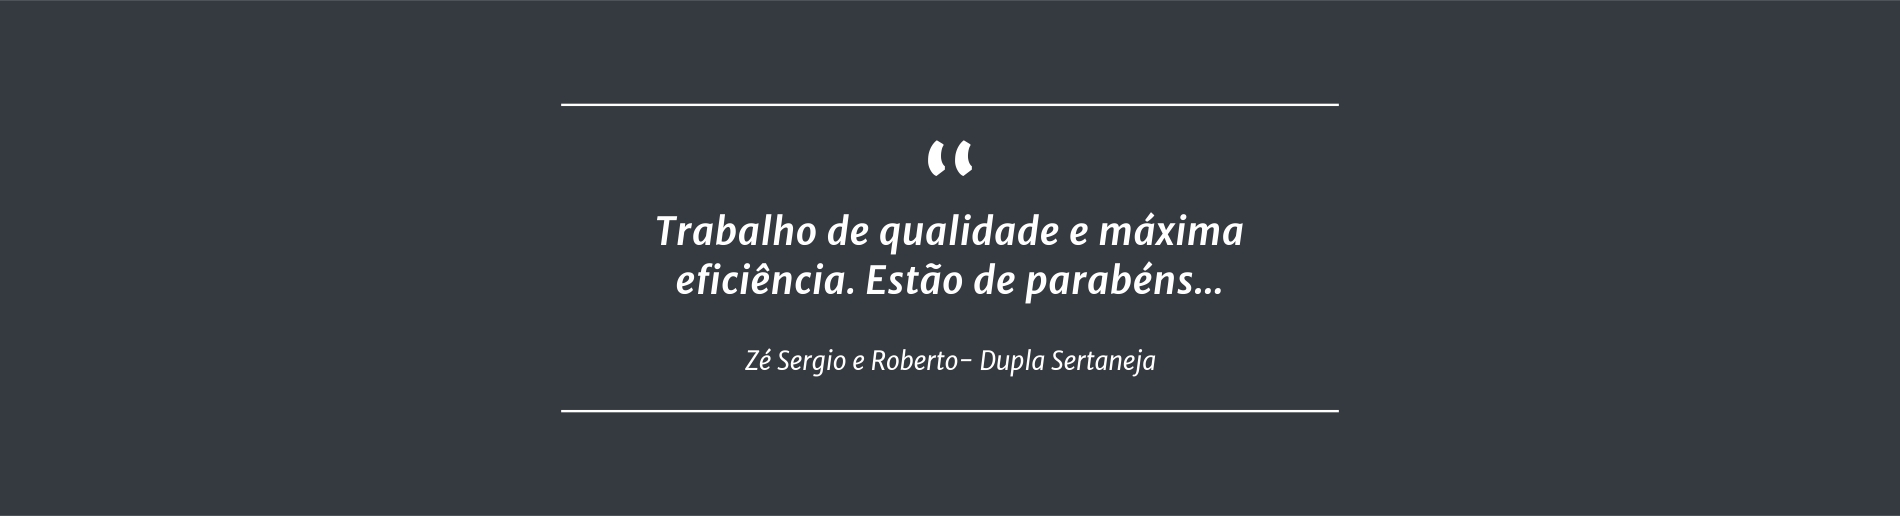 “
Trabalho de qualidade e máxima
eficiência. Estão de parabéns...
Zé Sergio e Roberto- Dupla Sertaneja